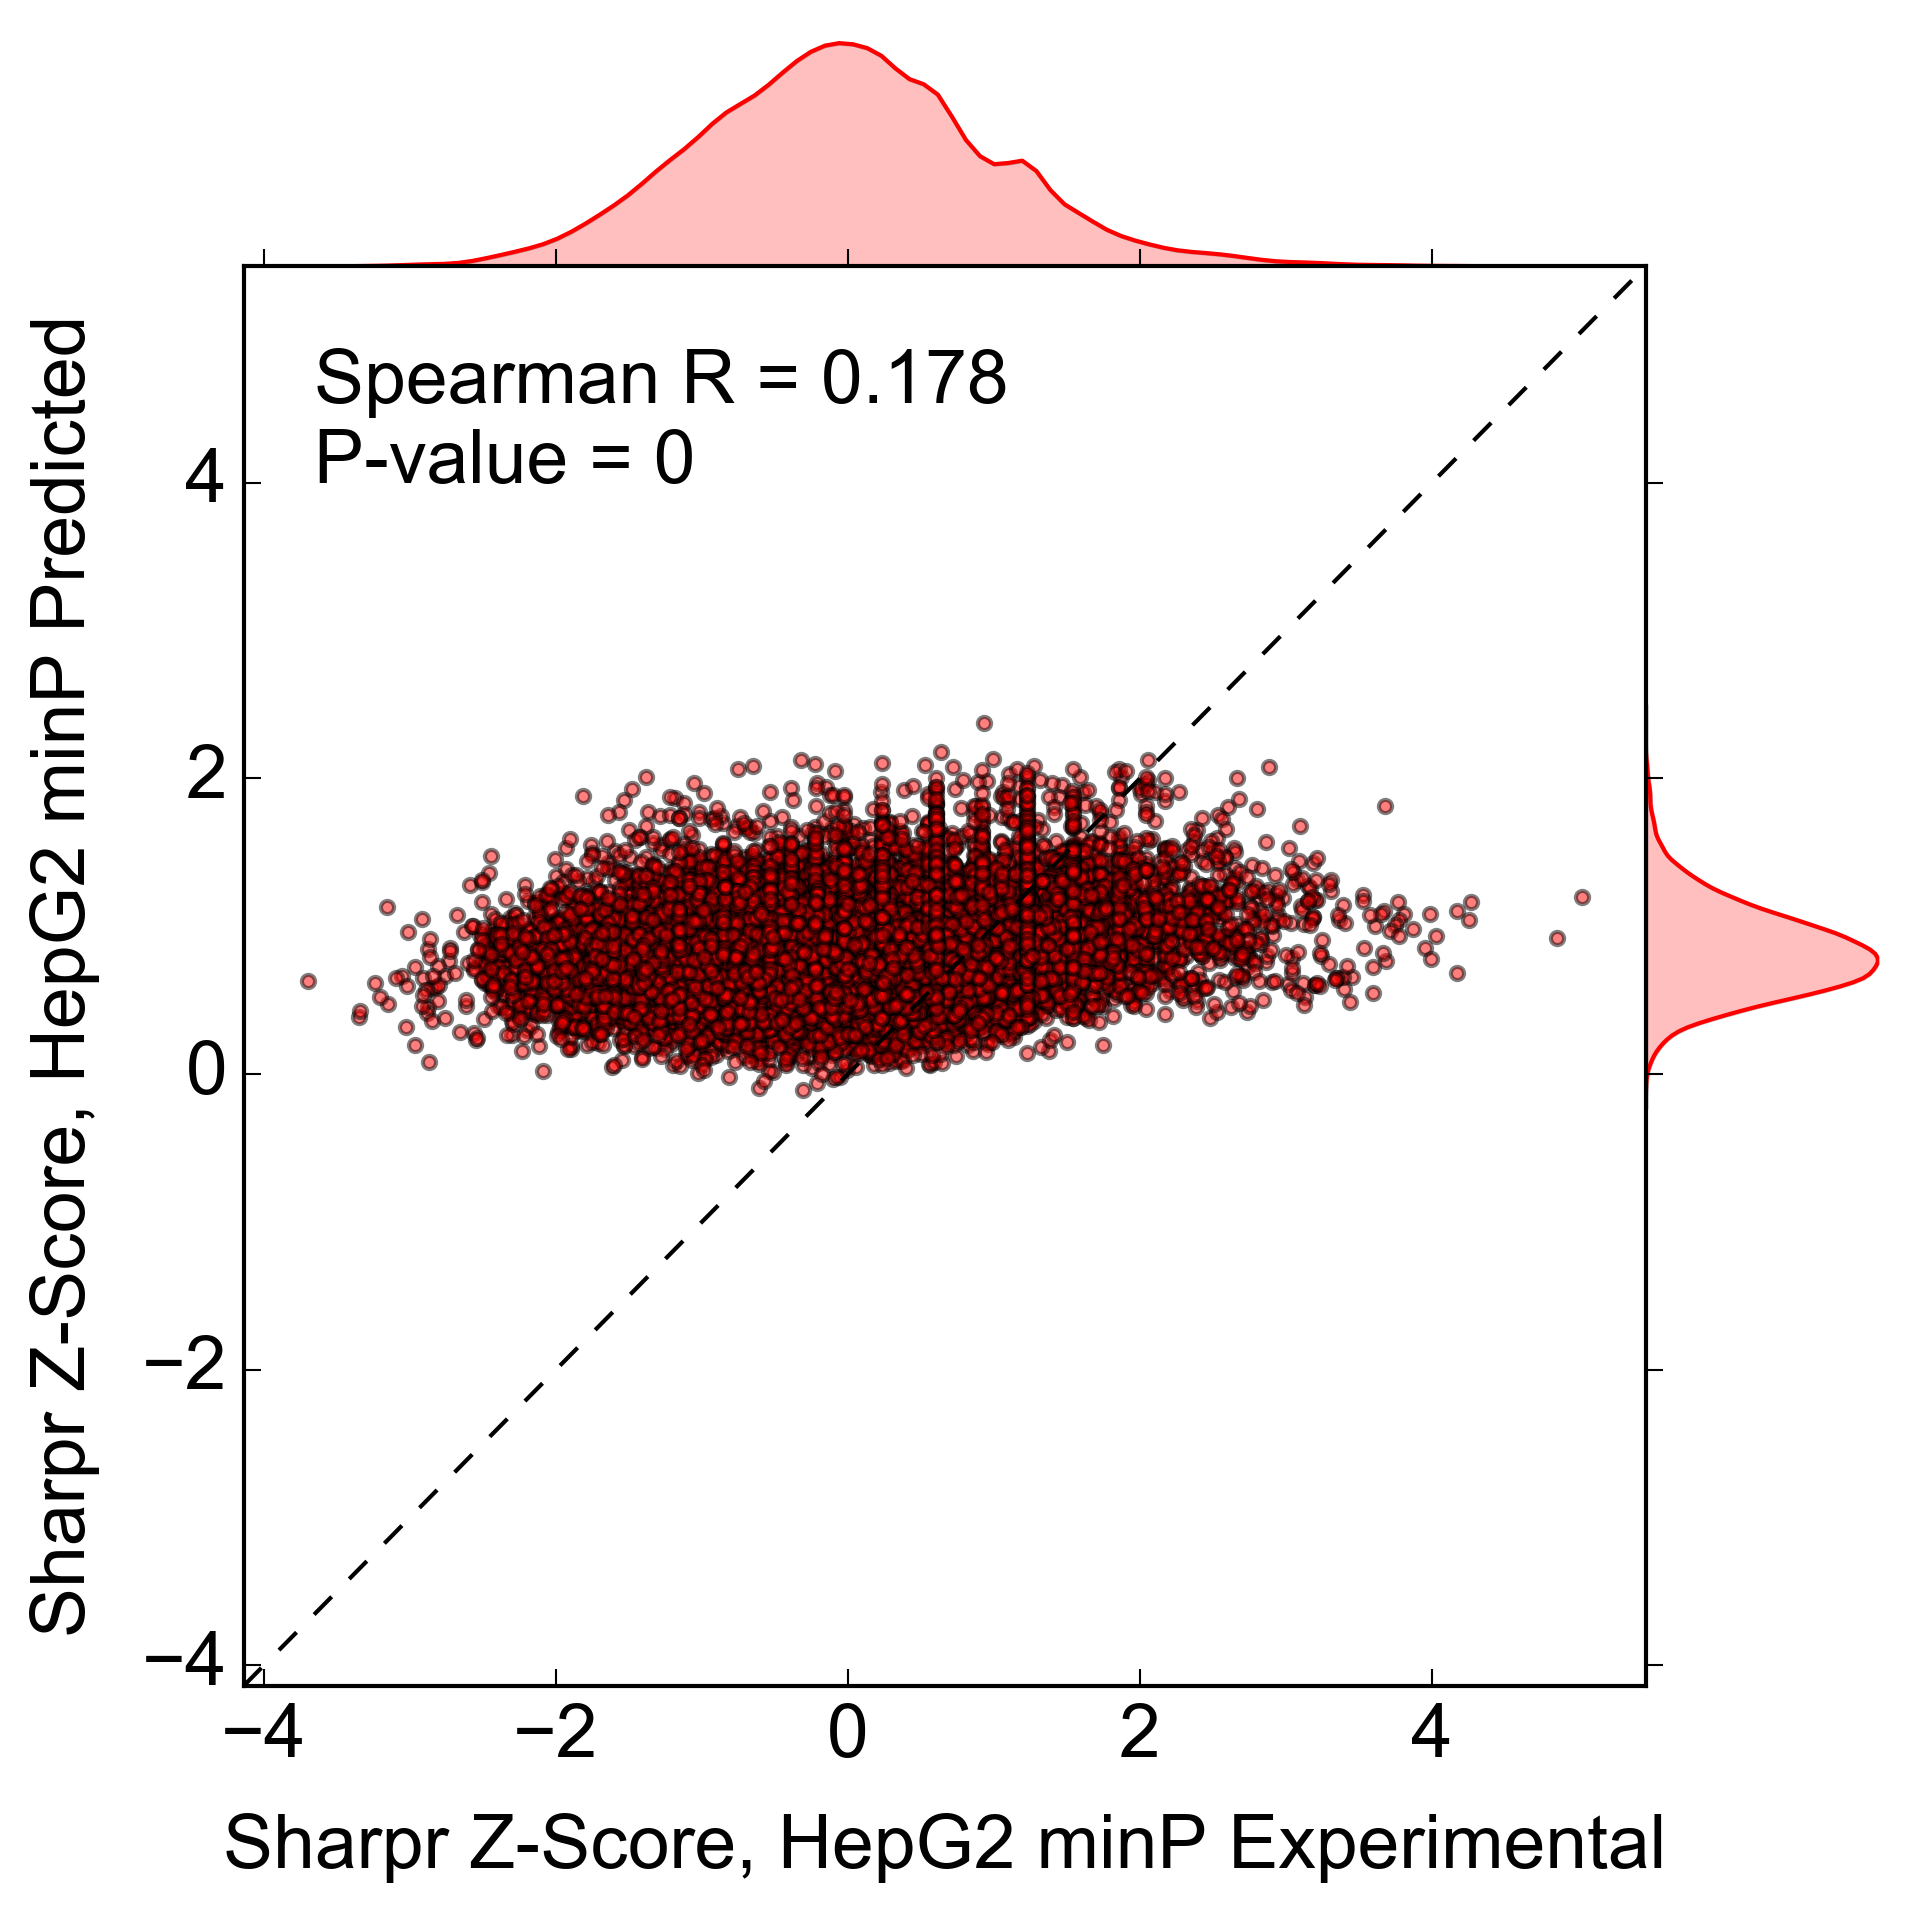 Spearman R = 0.178
P-value = 0
Sharpr Z-Score, HepG2 minP Predicted
4
2
0
−2
−4
−4 −2 0 2 4
Sharpr Z-Score, HepG2 minP Experimental